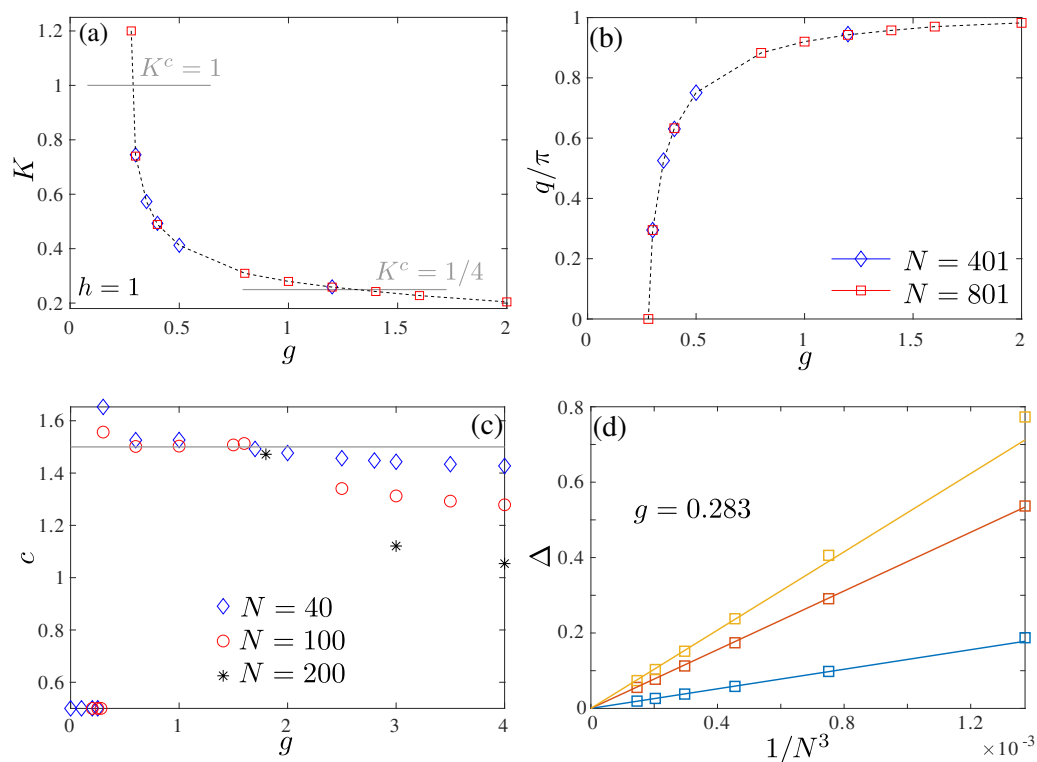 (a)
K^c = 1
K^c = 1/4
h = 1
K
1.2
1
0.8
0.6
0.4
0.2
0
0.5
1
1.5
2
g
(b)
q/π
1
0.8
0.6
0.4
0.2
0
N = 401
N = 801
0
0.5
1
1.5
2
g
(c)
c
1.6
1.4
1.2
1
0.8
0.6
N = 40
N = 100
N = 200
0
1
2
3
4
g
(d)
g = 0.283
Δ
0.8
0.6
0.4
0.2
0
0
0.4
0.8
1.2
×10^-3
1/N^3